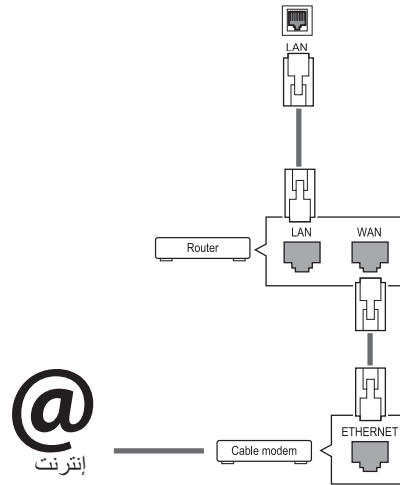 LAN
LAN WAN
Router
@
ETHERNET
إنترنت
Cable modem